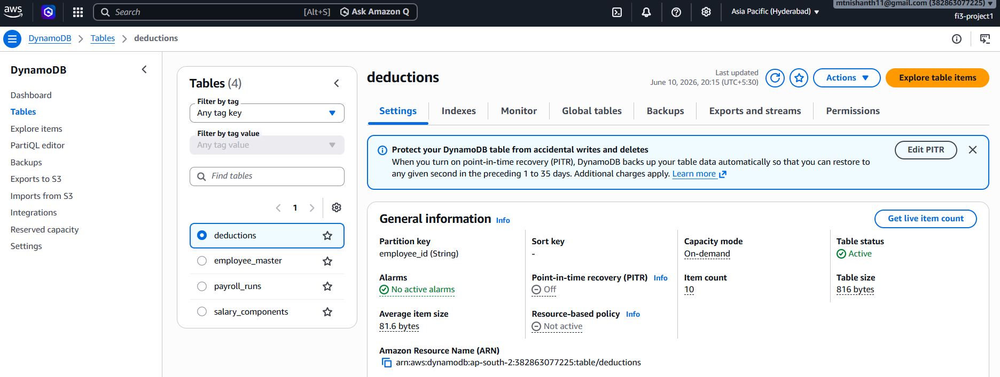 aws
Search [Alt+S] Ask Amazon Q
Asia Pacific (Hyderabad) ▼
mtnishanth11@gmail.com (382863077225) ▼
fi3-project1
DynamoDB > Tables > deductions
DynamoDB
Dashboard
Tables
Explore items
PartiQL editor
Backups
Exports to S3
Imports from S3
Integrations
Reserved capacity
Settings
Tables (4)
Filter by tag
Any tag key
Filter by tag value
Any tag value
Find tables
1
deductions
employee_master
payroll_runs
salary_components
deductions
Last updated
June 10, 2026, 20:15 (UTC+5:30)
Actions
Explore table items
Settings
Indexes
Monitor
Global tables
Backups
Exports and streams
Permissions
Protect your DynamoDB table from accidental writes and deletes
When you turn on point-in-time recovery (PITR), DynamoDB backs up your table data automatically so that you can restore to
any given second in the preceding 1 to 35 days. Additional charges apply. Learn more
Edit PITR
General information Info
Get live item count
Partition key
employee_id (String)
Sort key
-
Capacity mode
On-demand
Table status
Active
Alarms
No active alarms
Point-in-time recovery (PITR) Info
Off
Item count
10
Table size
816 bytes
Average item size
81.6 bytes
Resource-based policy Info
Not active
Amazon Resource Name (ARN)
arn:aws:dynamodb:ap-south-2:382863077225:table/deductions